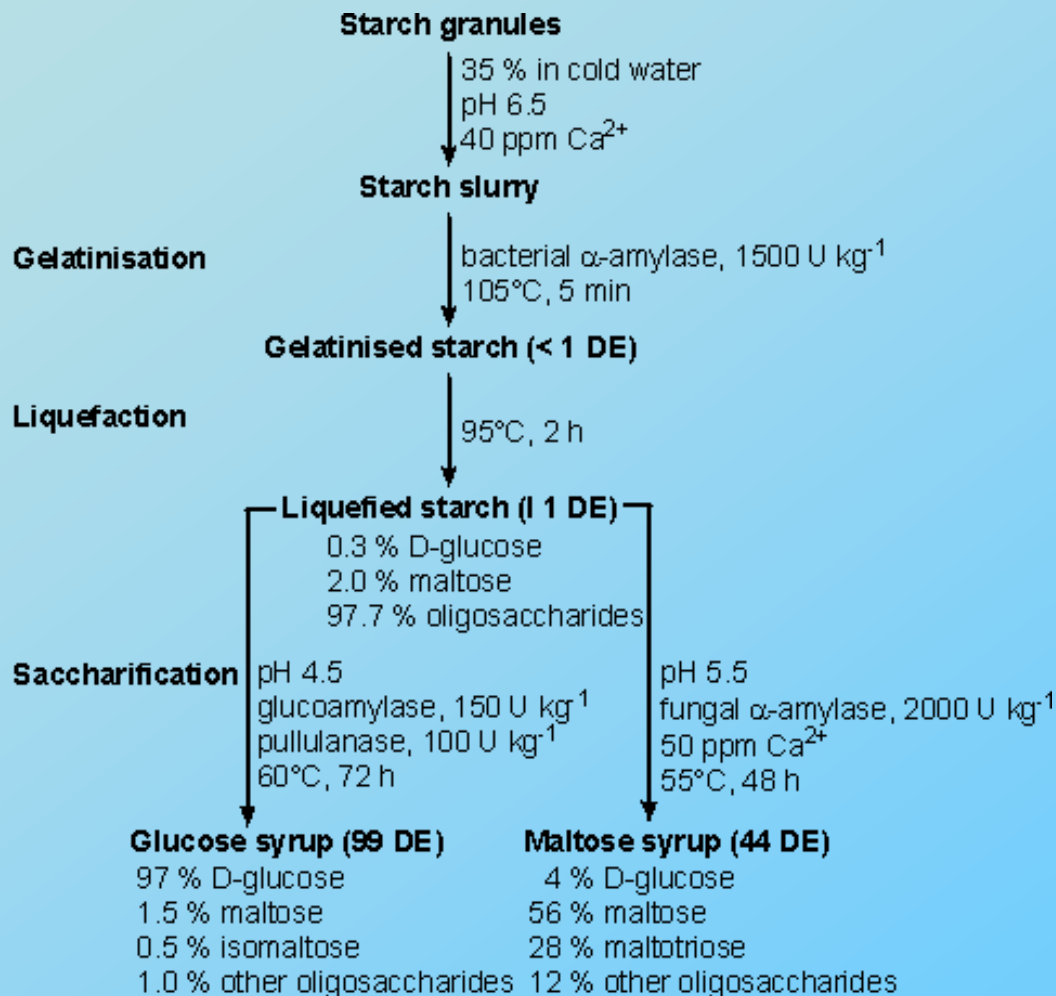 Starch granules
35 % in cold water
pH 6.5
40 ppm Ca²⁺
Starch slurry
Gelatinisation
bacterial α-amylase, 1500 U kg⁻¹
105°C, 5 min
Gelatinised starch (< 1 DE)
Liquefaction
95°C, 2 h
Liquefied starch (l 1 DE)
0.3 % D-glucose
2.0 % maltose
97.7 % oligosaccharides
Saccharification
pH 4.5
glucoamylase, 150 U kg⁻¹
pullulanase, 100 U kg⁻¹
60°C, 72 h
pH 5.5
fungal α-amylase, 2000 U kg⁻¹
50 ppm Ca²⁺
55°C, 48 h
Glucose syrup (99 DE)
97 % D-glucose
1.5 % maltose
0.5 % isomaltose
1.0 % other oligosaccharides
Maltose syrup (44 DE)
4 % D-glucose
56 % maltose
28 % maltotriose
12 % other oligosaccharides